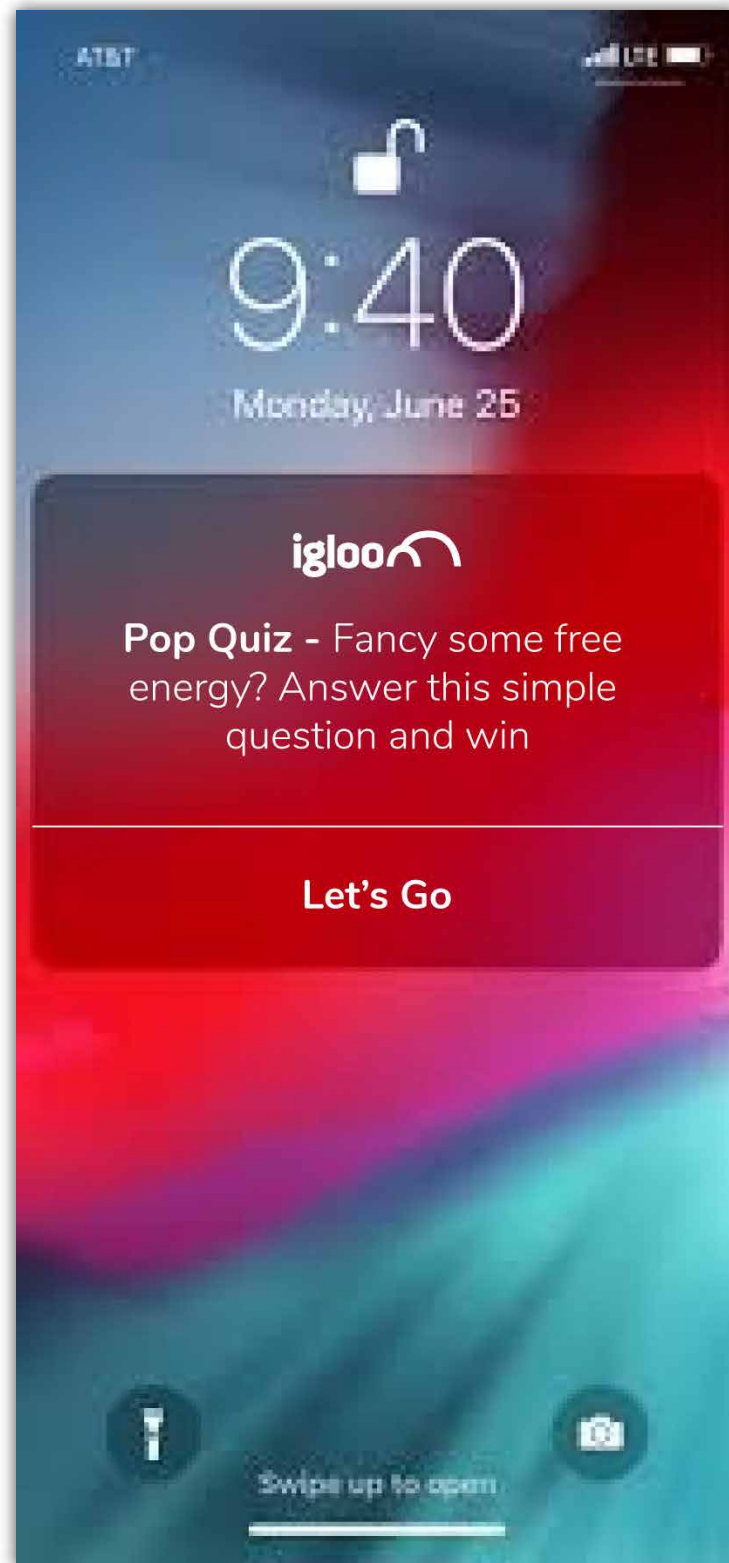 AT&T
LTE
9:40
Monday, June 25
igloo
Pop Quiz - Fancy some free
energy? Answer this simple
question and win
Let's Go
Swipe up to open